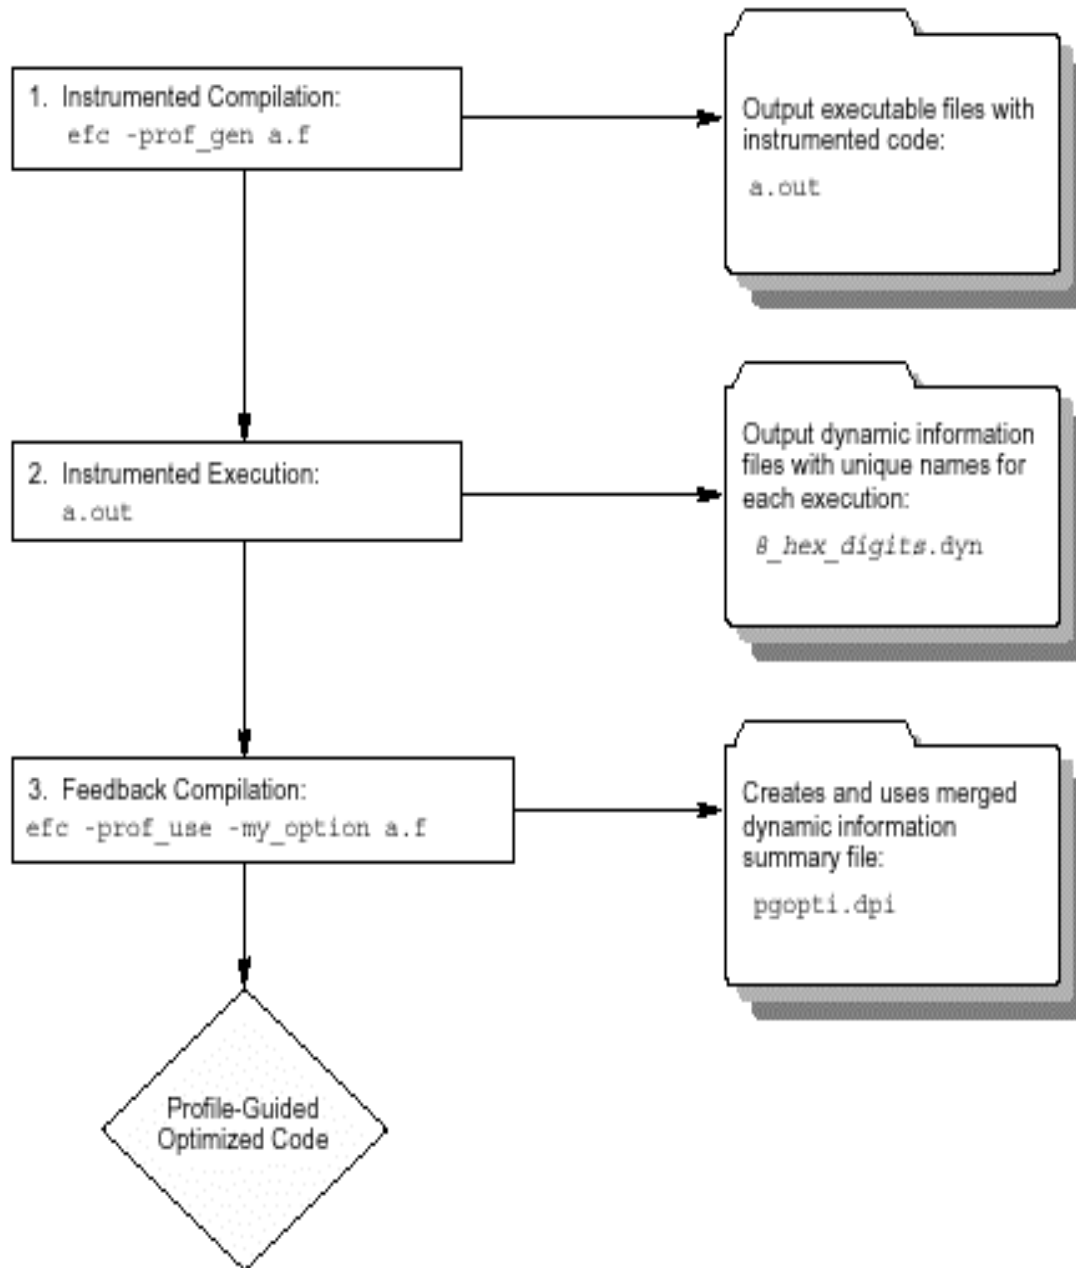 1. Instrumented Compilation:
efc -prof_gen a.f
Output executable files with
instrumented code:
a.out
2. Instrumented Execution:
a.out
Output dynamic information
files with unique names for
each execution:
8_hex_digits.dyn
3. Feedback Compilation:
efc -prof_use -my_option a.f
Creates and uses merged
dynamic information
summary file:
pgopti.dpi
Profile-Guided
Optimized Code